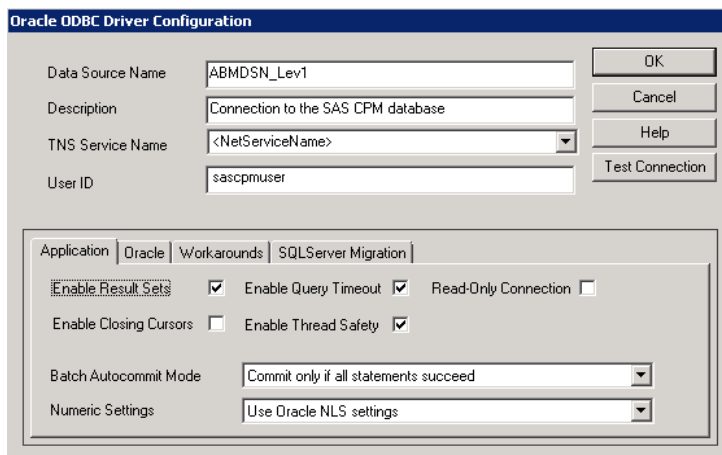 Oracle ODBC Driver Configuration
Data Source Name ABMDSN_Lev1 OK
Description Connection to the SAS CPM database Cancel
TNS Service Name <NetServiceName> Help
User ID sascpmuser Test Connection
Application Oracle Workarounds SQLServer Migration
Enable Result Sets Enable Query Timeout Read-Only Connection
Enable Closing Cursors Enable Thread Safety
Batch Autocommit Mode Commit only if all statements succeed
Numeric Settings Use Oracle NLS settings